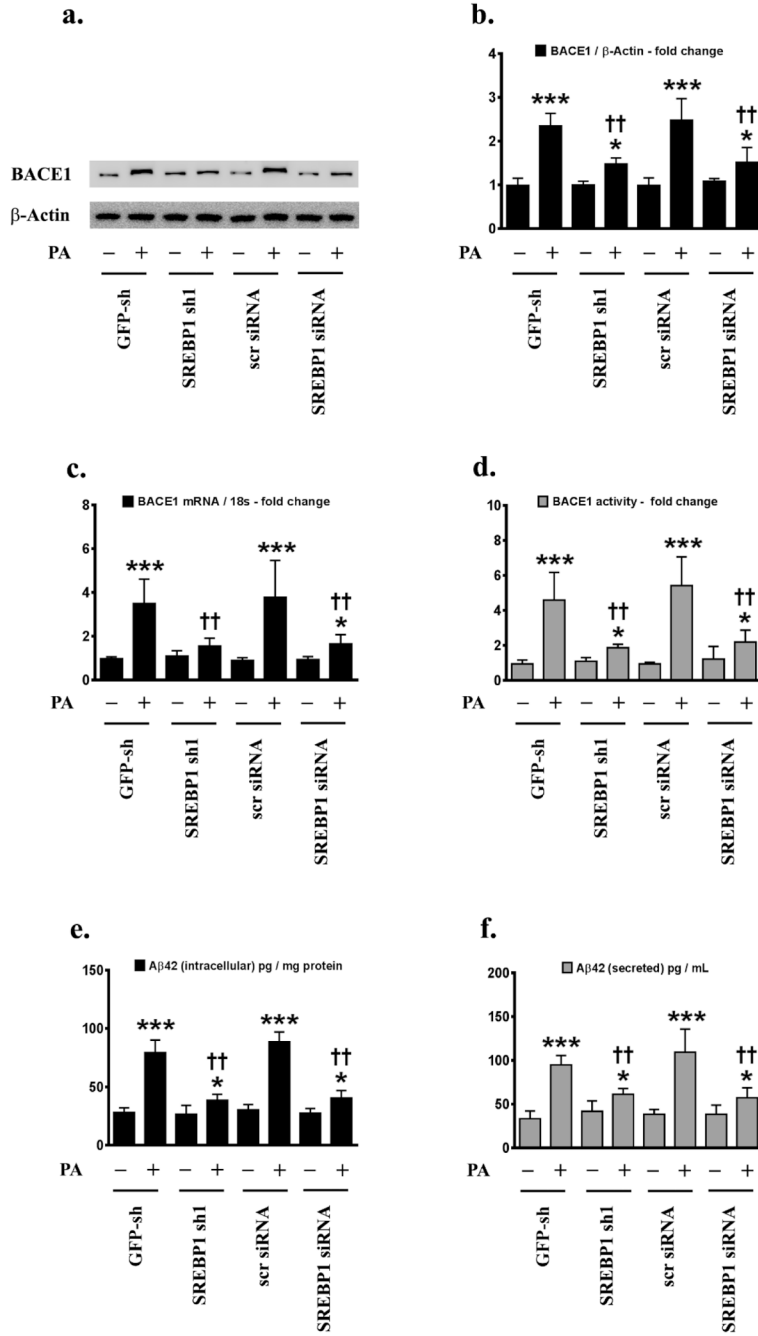 a.
BACE1
β-Actin
PA − + − + − + − +
GFP-sh
SREBP1 sh1
scr siRNA
SREBP1 siRNA
b.
BACE1 / β-Actin - fold change
4
3
2
1
0
***
††
*
***
††
*
PA − + − + − + − +
GFP-sh
SREBP1 sh1
scr siRNA
SREBP1 siRNA
c.
BACE1 mRNA / 18s - fold change
8
6
4
2
0
***
††
***
††
*
PA − + − + − + − +
GFP-sh
SREBP1 sh1
scr siRNA
SREBP1 siRNA
d.
BACE1 activity - fold change
10
8
6
4
2
0
***
††
*
***
††
*
PA − + − + − + − +
GFP-sh
SREBP1 sh1
scr siRNA
SREBP1 siRNA
e.
Aβ42 (intracellular) pg / mg protein
150
100
50
0
***
††
*
***
††
*
PA − + − + − + − +
GFP-sh
SREBP1 sh1
scr siRNA
SREBP1 siRNA
f.
Aβ42 (secreted) pg / mL
200
150
100
50
0
***
††
*
***
††
*
PA − + − + − + − +
GFP-sh
SREBP1 sh1
scr siRNA
SREBP1 siRNA